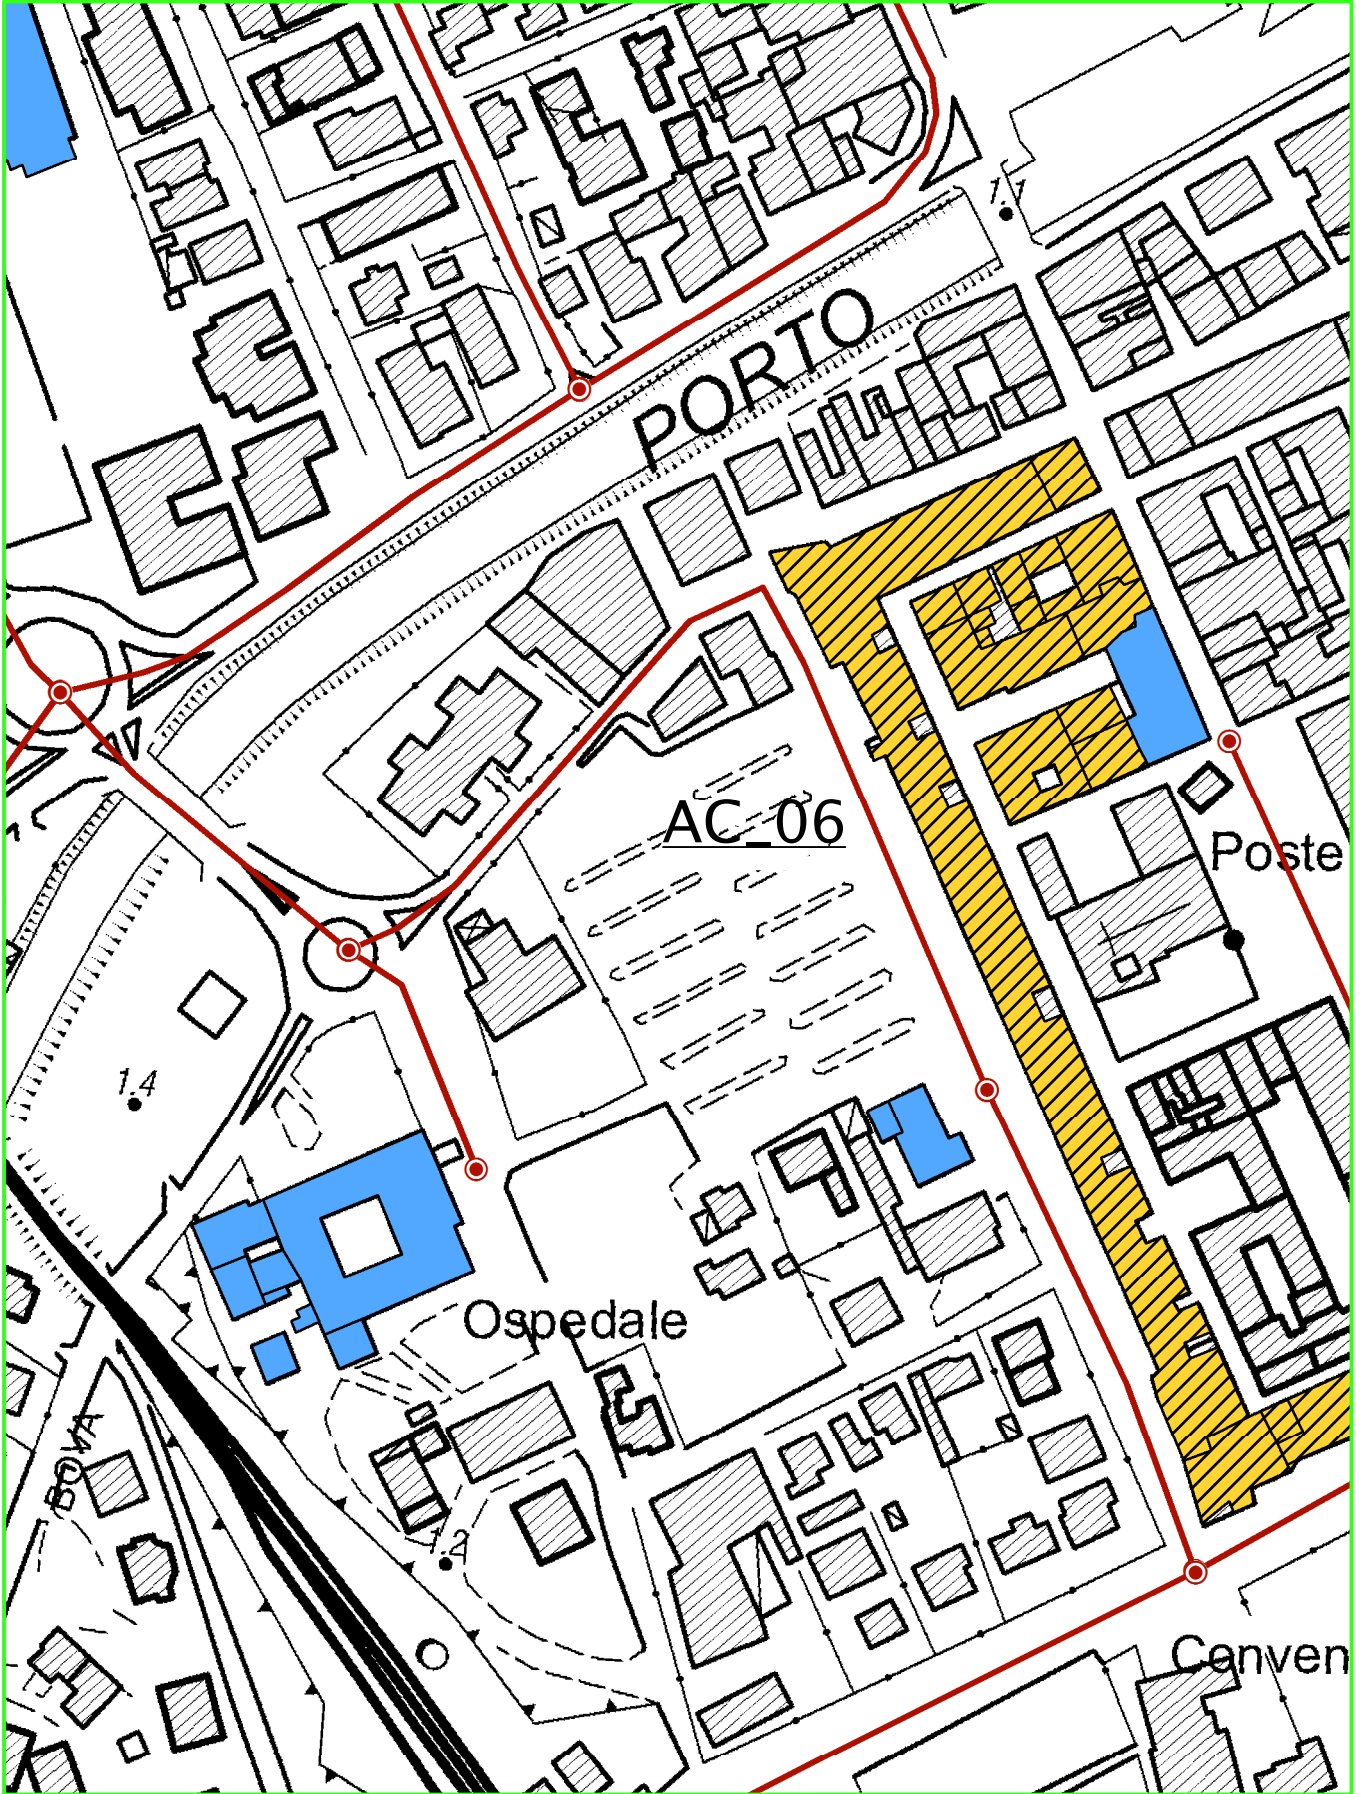 1.1
PORTO
AC_06
Poste
1.4
Ospedale
BOVA
1.2
Conven